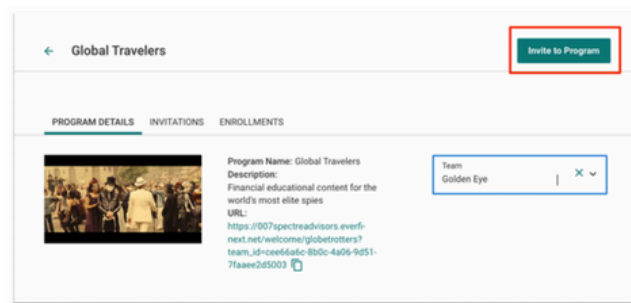 Global Travelers
Invite to Program
PROGRAM DETAILS INVITATIONS ENROLLMENTS
Program Name: Global Travelers
Description:
Financial educational content for the
world's most elite spies
URL:
https://007spectreadvisors.everfi-
next.net/welcome/globetrotters?
team_id=cee66a6c-8b0c-4a06-9d51-
7faaee2d5003
Team
Golden Eye